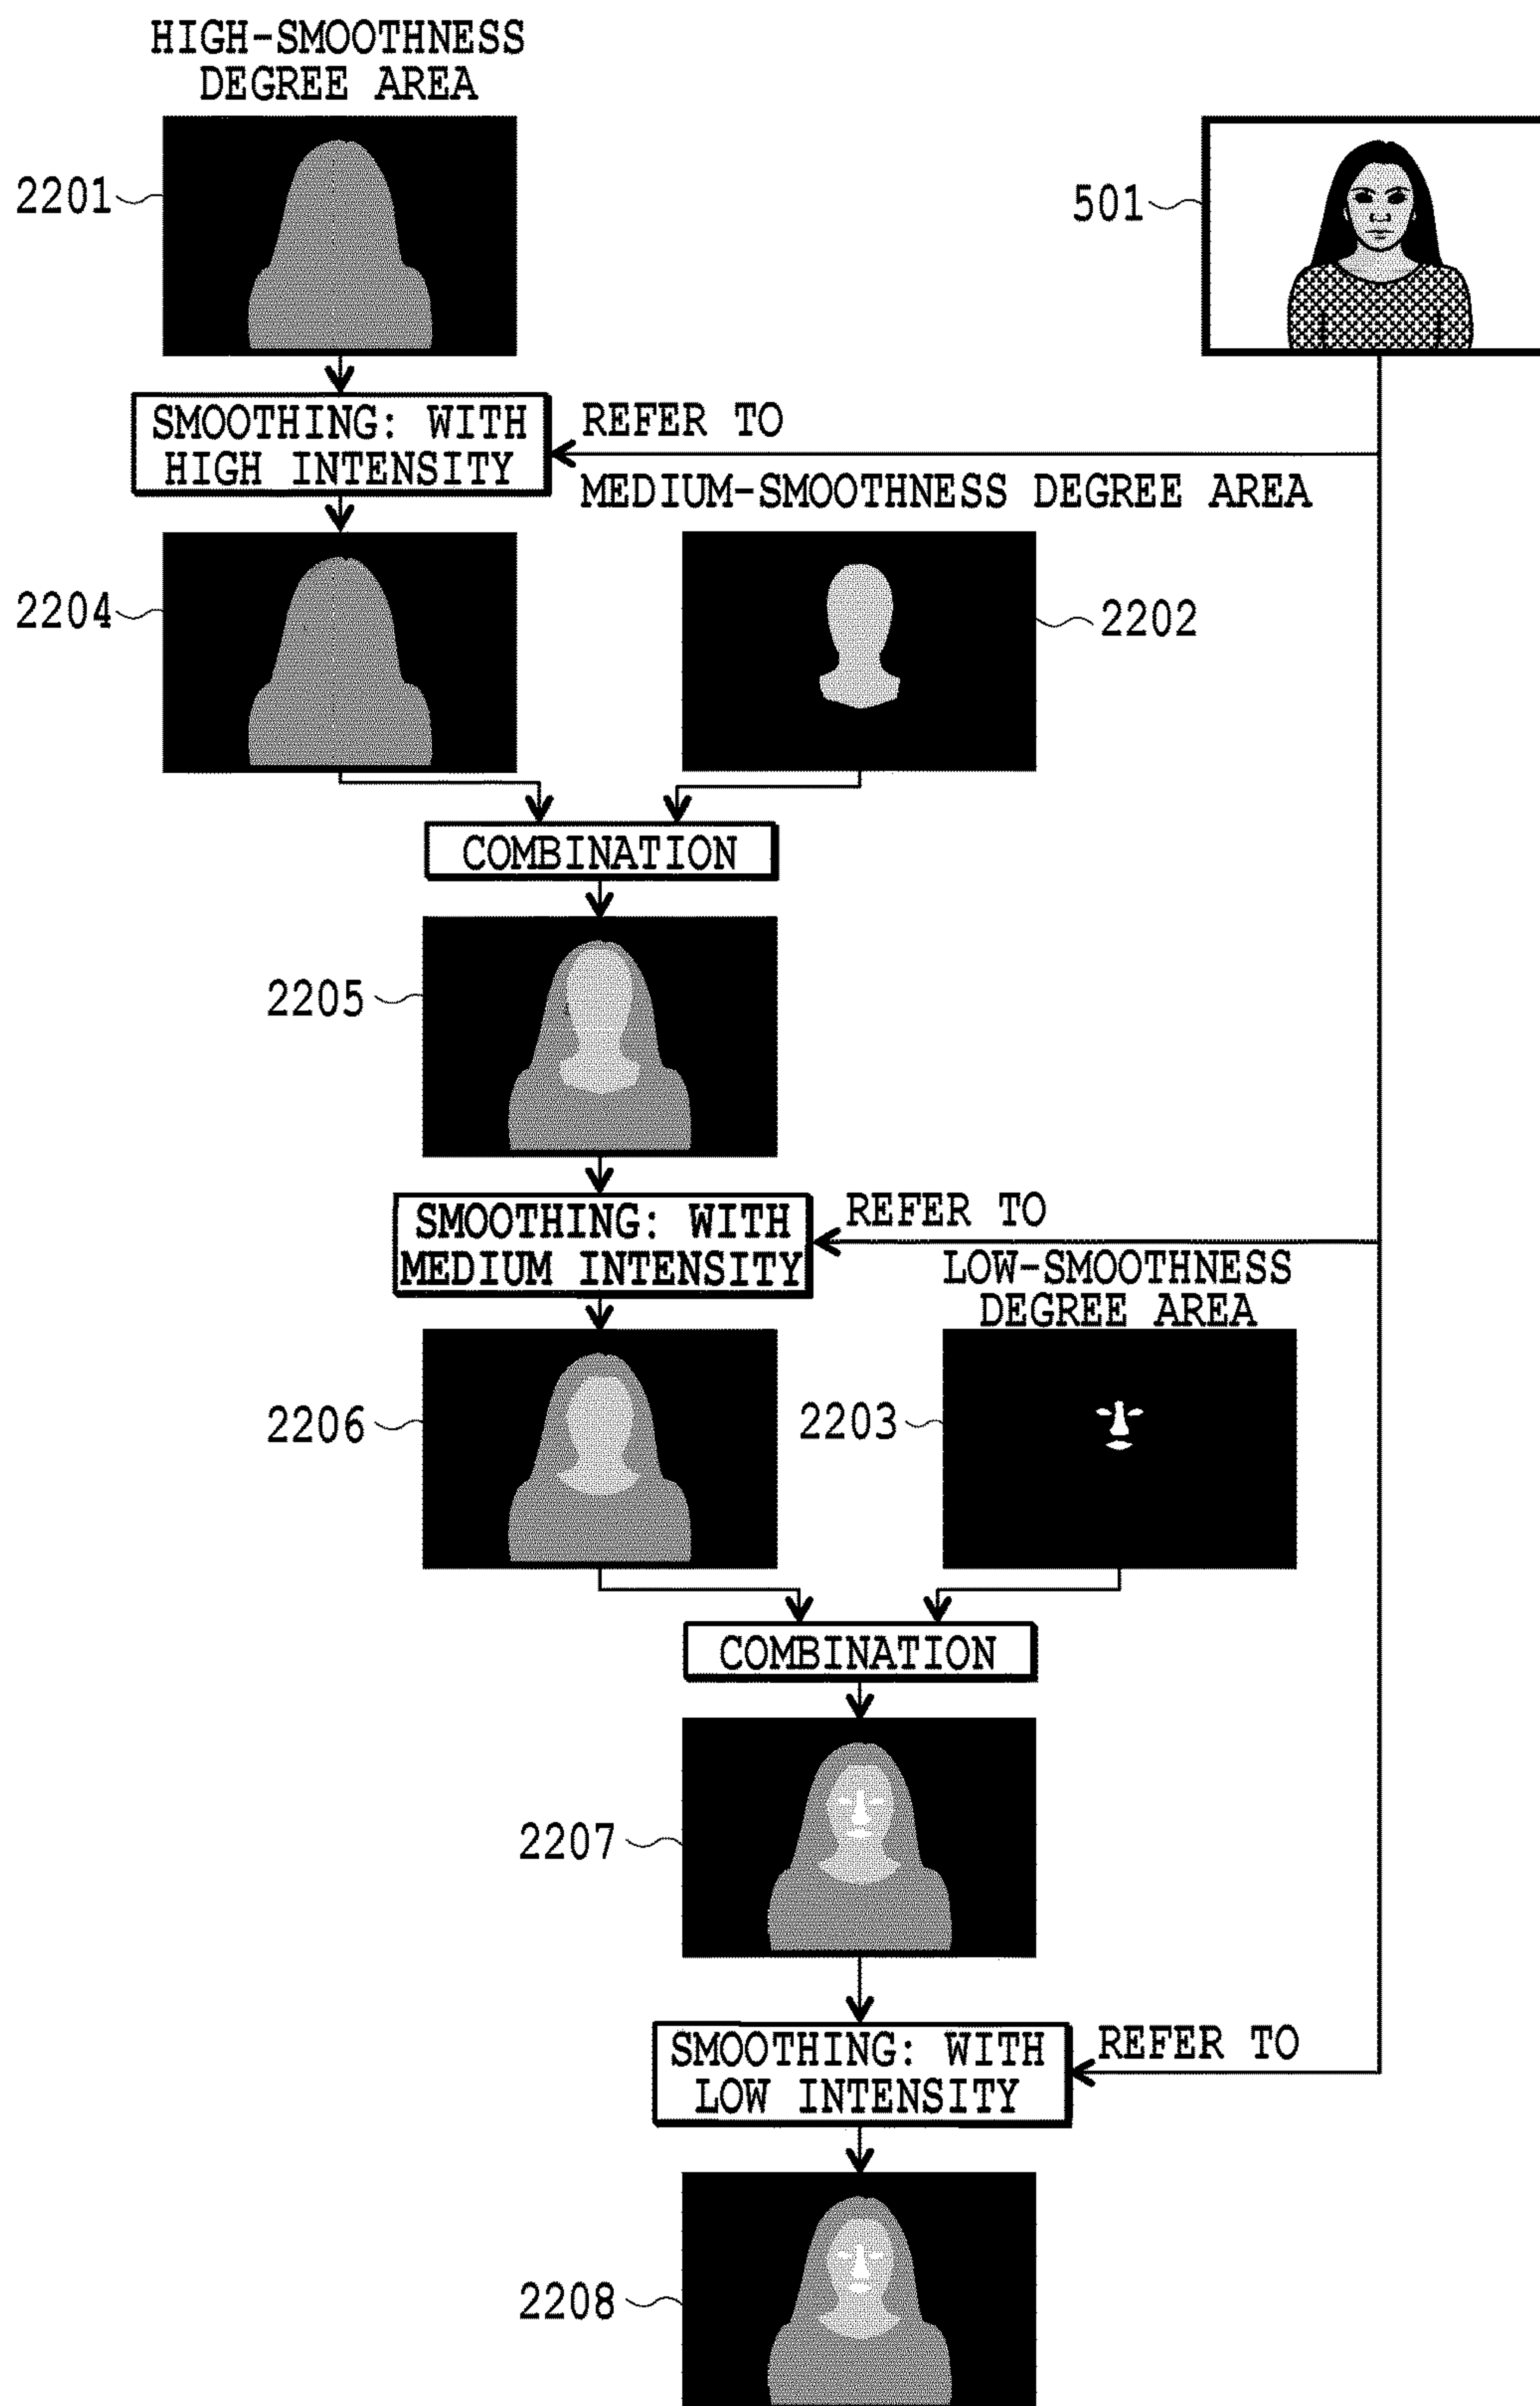 HIGH-SMOOTHNESS
DEGREE AREA
2201
501
SMOOTHING: WITH
HIGH INTENSITY
REFER TO
MEDIUM-SMOOTHNESS DEGREE AREA
2204
2202
COMBINATION
2205
SMOOTHING: WITH
MEDIUM INTENSITY
REFER TO
LOW-SMOOTHNESS
DEGREE AREA
2206
2203
COMBINATION
2207
SMOOTHING: WITH
LOW INTENSITY
REFER TO
2208